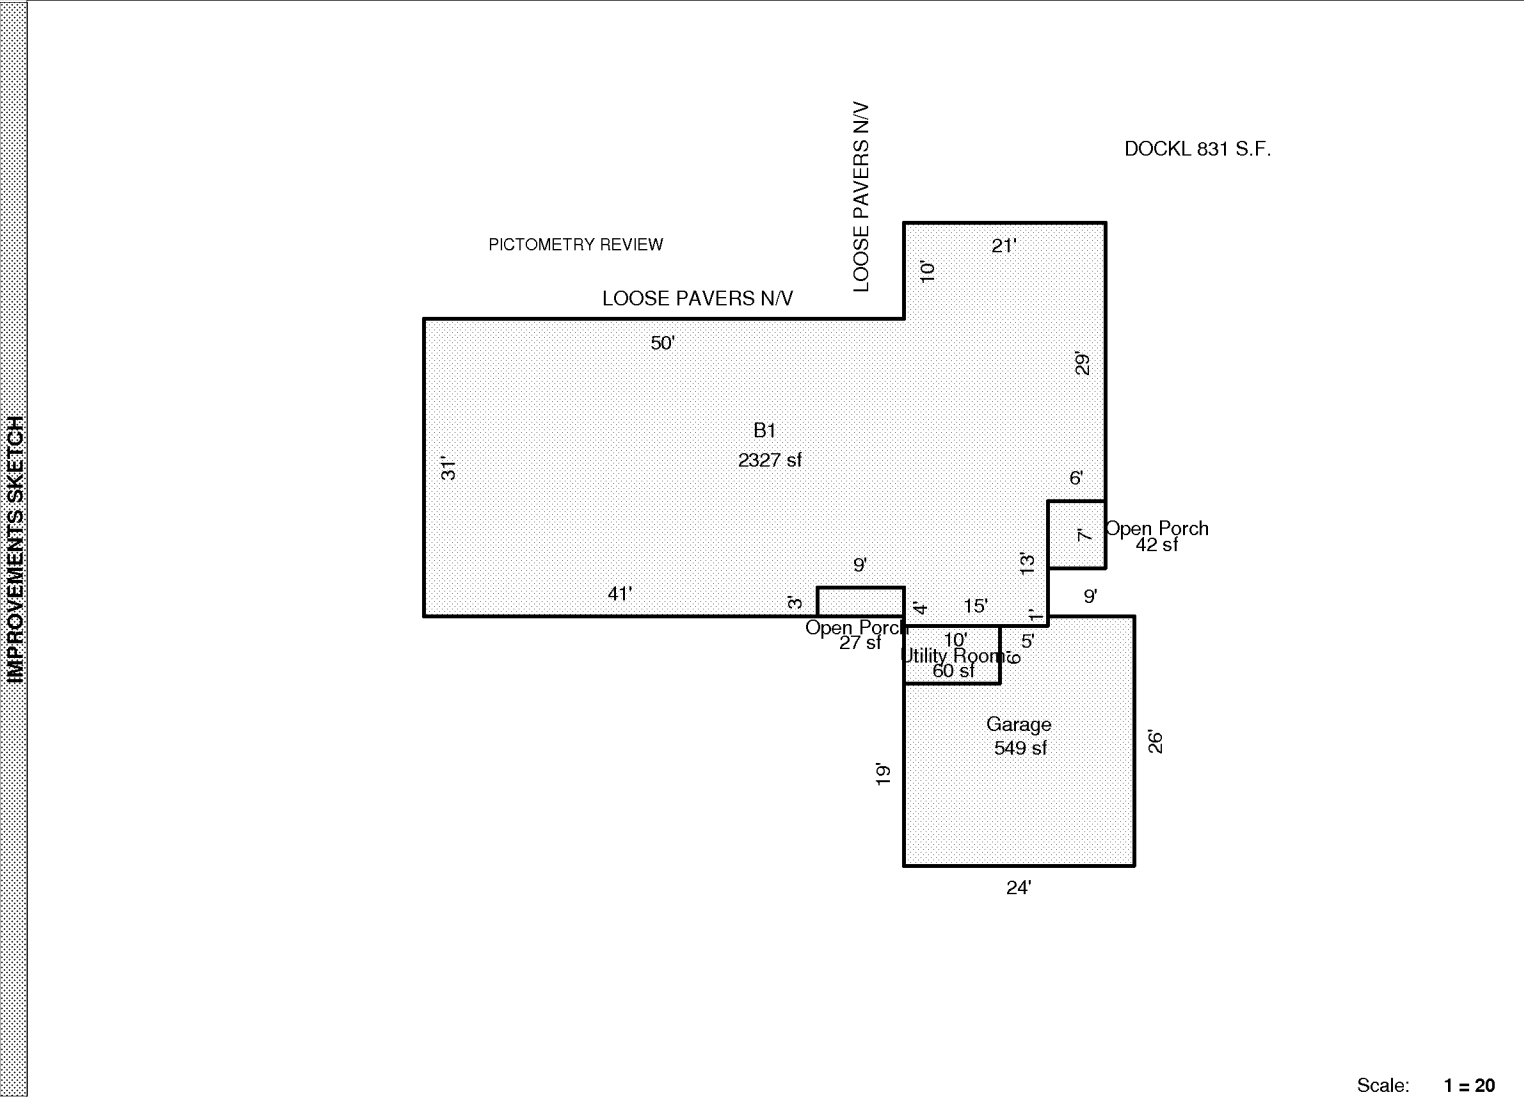 IMPROVEMENTS SKETCH
LOOSE PAVERS N/V
DOCKL 831 S.F.
PICTOMETRY REVIEW
21'
10'
LOOSE PAVERS N/V
50'
29'
B1
2327 sf
31'
6'
7'
Open Porch
42 sf
13'
9'
41'
3'
4'
15'
1'
9'
Open Porch
27 sf
10'
5'
Utility Room
6'
60 sf
Garage
549 sf
19'
26'
24'
Scale: 1 = 20